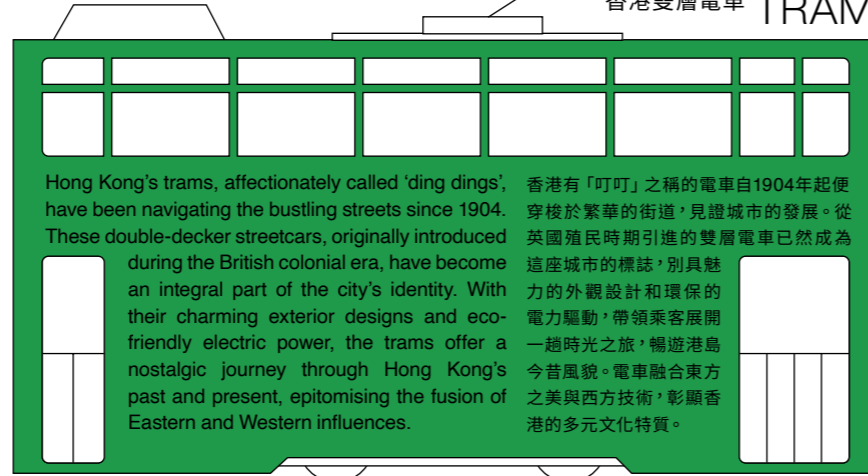 香港雙層電車 TRAM
Hong Kong’s trams, affectionately called ‘ding dings’,
have been navigating the bustling streets since 1904.
These double-decker streetcars, originally introduced
during the British colonial era, have become
an integral part of the city’s identity. With
their charming exterior designs and eco-
friendly electric power, the trams offer a
nostalgic journey through Hong Kong’s
past and present, epitomising the fusion of
Eastern and Western influences.
香港有「叮叮」之稱的電車自1904年起便
穿梭於繁華的街道，見證城市的發展。從
英國殖民時期引進的雙層電車已然成為
這座城市的標誌，別具魅
力的外觀設計和環保的
電力驅動，帶領乘客展開
一趟時光之旅，暢遊港島
今昔風貌。電車融合東方
之美與西方技術，彰顯香
港的多元文化特質。